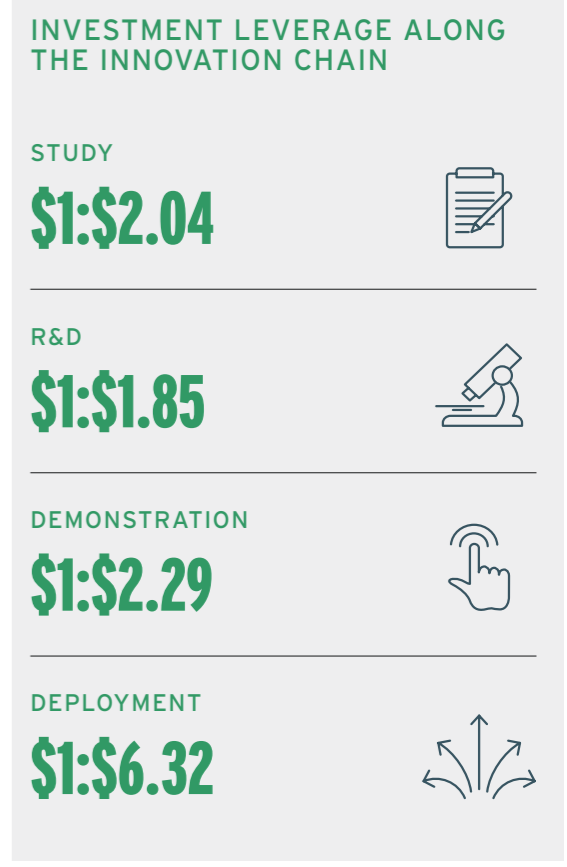 INVESTMENT LEVERAGE ALONG
THE INNOVATION CHAIN
STUDY
$1:$2.04
R&D
$1:$1.85
DEMONSTRATION
$1:$2.29
DEPLOYMENT
$1:$6.32